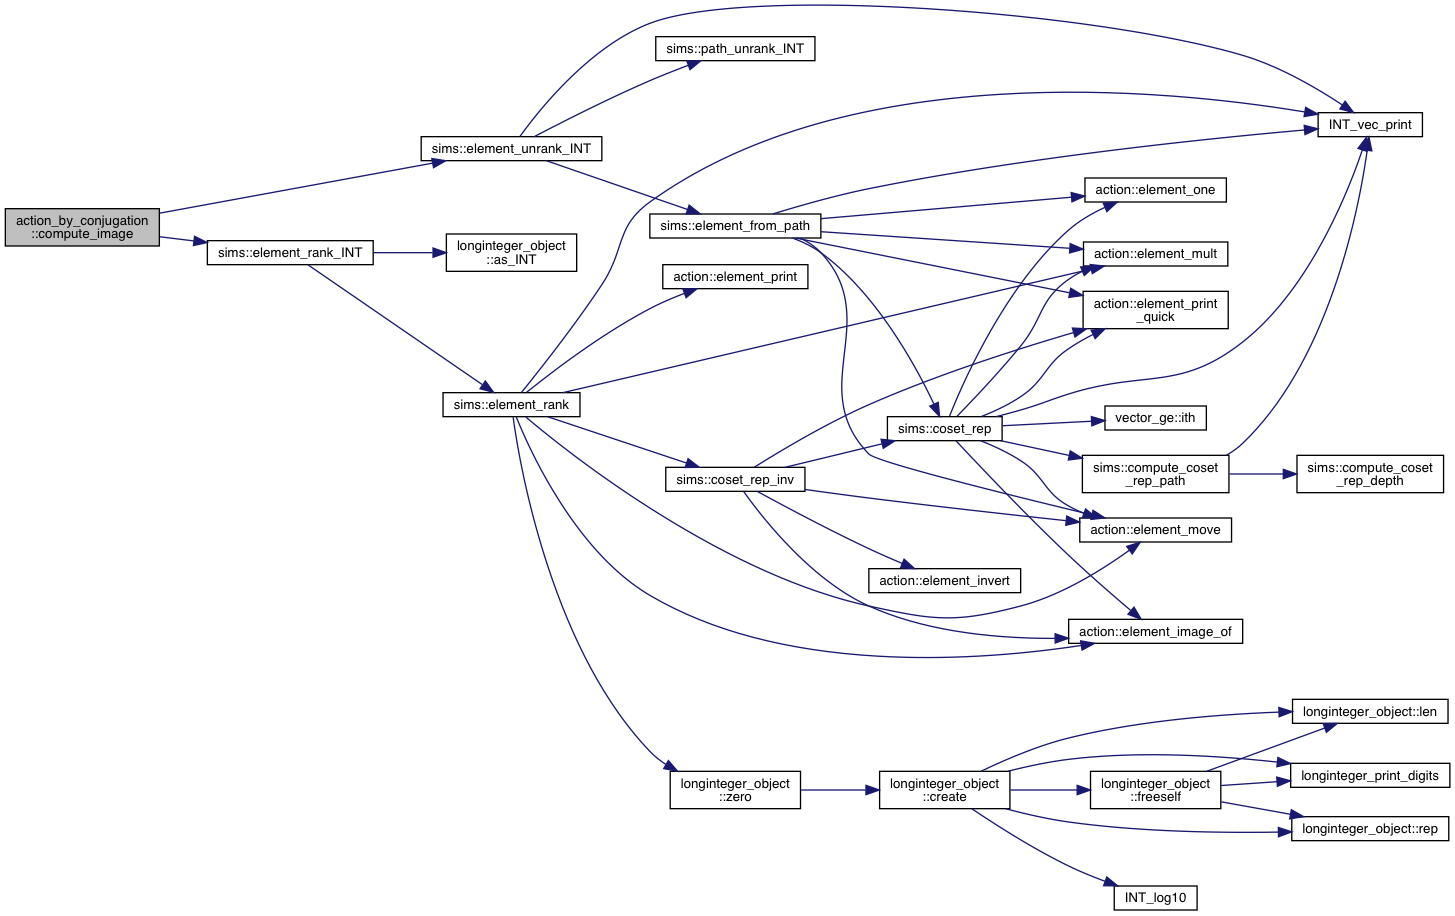 action_by_conjugation
::compute_image
sims::element_unrank_INT
sims::path_unrank_INT
INT_vec_print
sims::element_from_path
action::element_one
action::element_mult
action::element_print
_quick
sims::element_rank_INT
longinteger_object
::as_INT
action::element_print
sims::element_rank
sims::coset_rep
vector_ge::ith
sims::compute_coset
_rep_path
sims::compute_coset
_rep_depth
sims::coset_rep_inv
action::element_move
action::element_invert
action::element_image_of
longinteger_object
::zero
longinteger_object
::create
longinteger_object
::freeself
longinteger_object::len
longinteger_print_digits
longinteger_object::rep
INT_log10